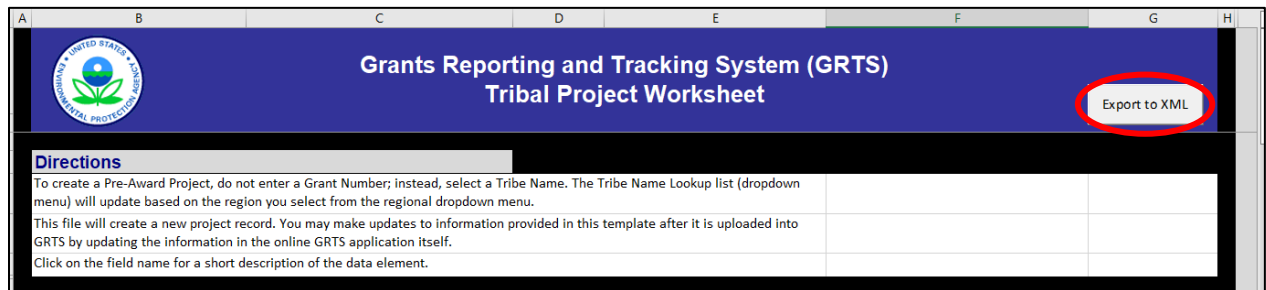 A B C D E F G H
Grants Reporting and Tracking System (GRTS)
Tribal Project Worksheet
UNITED STATES
ENVIRONMENTAL PROTECTION AGENCY
Export to XML
Directions
To create a Pre-Award Project, do not enter a Grant Number; instead, select a Tribe Name. The Tribe Name Lookup list (dropdown
menu) will update based on the region you select from the regional dropdown menu.
This file will create a new project record. You may make updates to information provided in this template after it is uploaded into
GRTS by updating the information in the online GRTS application itself.
Click on the field name for a short description of the data element.